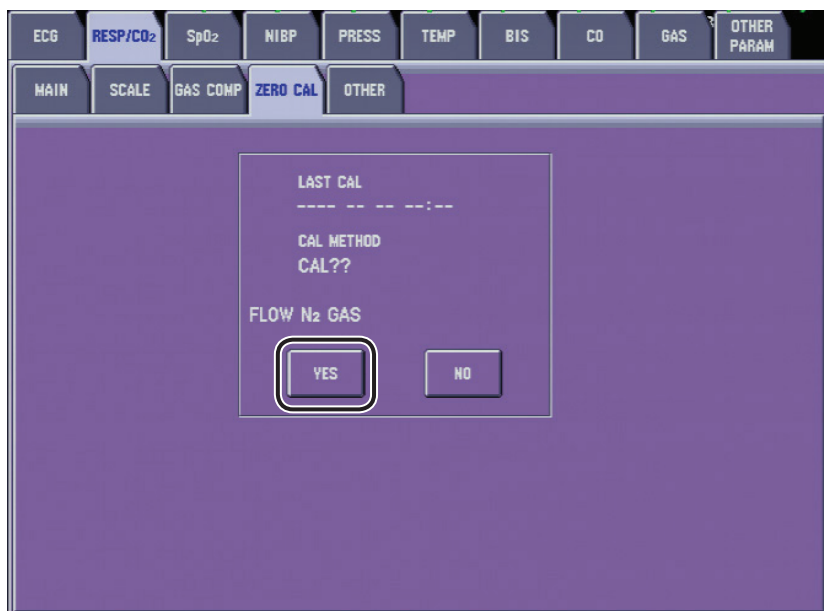 ECG RESP/CO₂ SpO₂ NIBP PRESS TEMP BIS CO GAS OTHER PARAM
MAIN SCALE GAS COMP ZERO CAL OTHER
LAST CAL
---- -- -- --:--
CAL METHOD
CAL??
FLOW N₂ GAS
YES NO